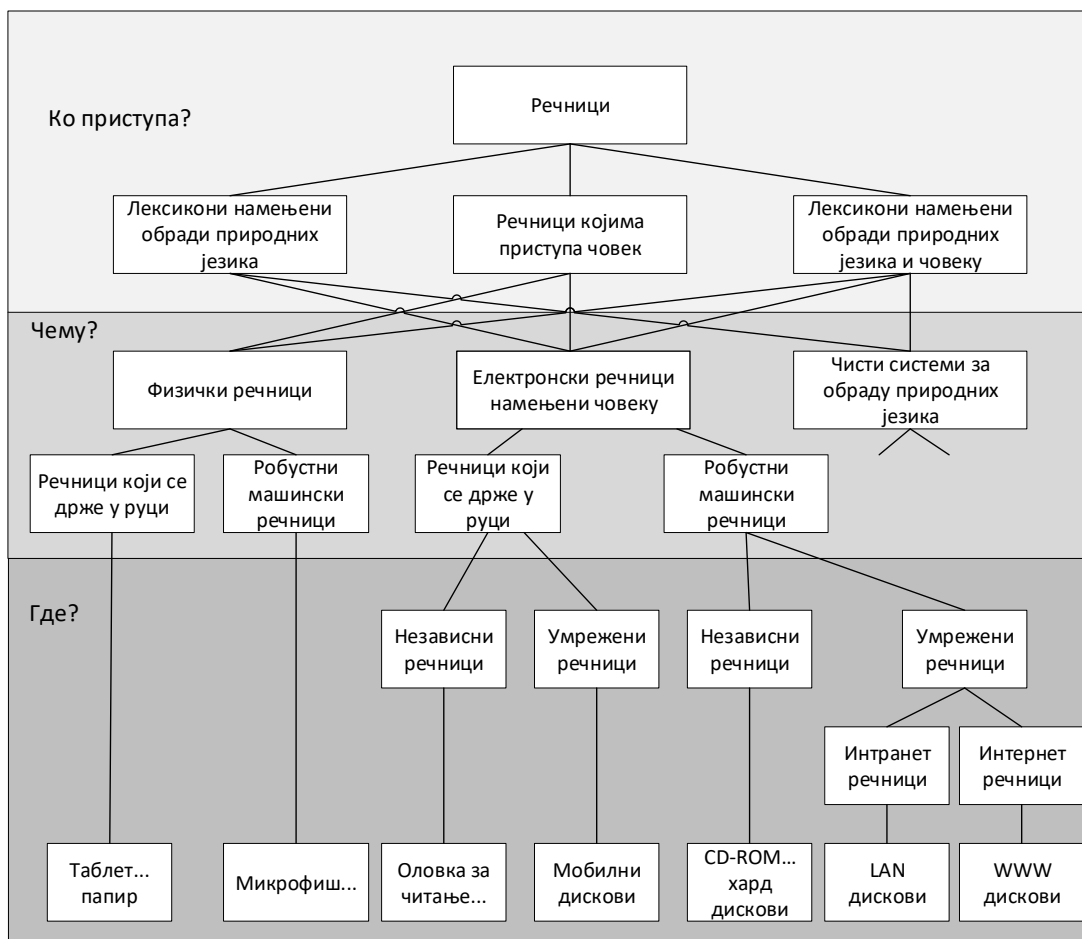 Ко приступа?
Речници
Лексикони намењени
обради природних
језика
Речници којима
приступа човек
Лексикони намењени
обради природних
језика и човеку
Чему?
Физички речници
Електронски речници
намењени човеку
Чисти системи за
обраду природних
језика
Речници који се
држе у руци
Робустни
машински
речници
Речници који
се држе у
руци
Робустни
машински
речници
Где?
Независни
речници
Умрежени
речници
Независни
речници
Умрежени
речници
Интранет
речници
Интернет
речници
Таблет...
папир
Микрофиш...
Оловка за
читање...
Мобилни
дискови
CD-ROM...
хард
дискови
LAN
дискови
WWW
дискови